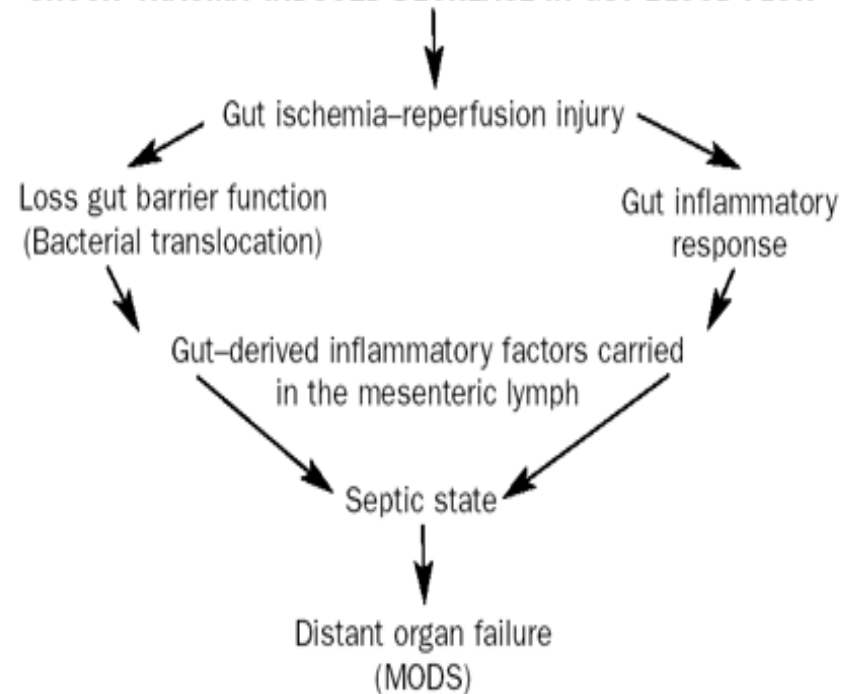 Gut ischemia–reperfusion injury
Loss gut barrier function
(Bacterial translocation)
Gut inflammatory
response
Gut–derived inflammatory factors carried
in the mesenteric lymph
Septic state
Distant organ failure
(MODS)